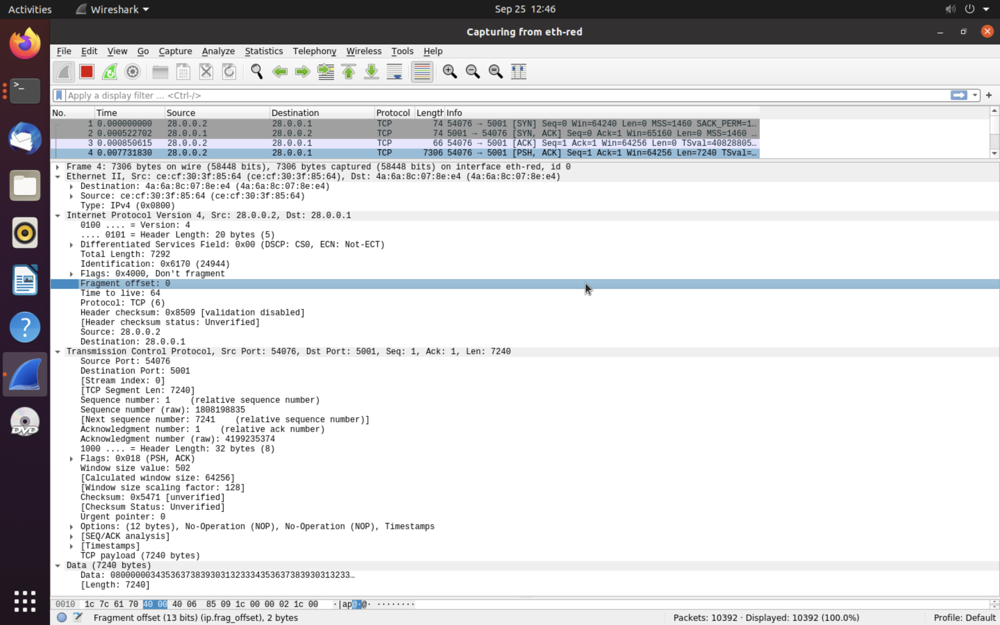 Activities Wireshark Sep 25 12:46
Capturing from eth-red
File Edit View Go Capture Analyze Statistics Telephony Wireless Tools Help
Apply a display filter ... <Ctrl-/>
No. Time Source Destination Protocol Length Info
1 0.000000000 28.0.0.2 28.0.0.1 TCP 74 54076 → 5001 [SYN] Seq=0 Win=64240 Len=0 MSS=1460 SACK_PERM=1…
2 0.000522702 28.0.0.1 28.0.0.2 TCP 74 5001 → 54076 [SYN, ACK] Seq=0 Ack=1 Win=65160 Len=0 MSS=1460 …
3 0.000850615 28.0.0.2 28.0.0.1 TCP 66 54076 → 5001 [ACK] Seq=1 Ack=1 Win=64256 Len=0 TSval=40828805…
4 0.007731830 28.0.0.2 28.0.0.1 TCP 7306 54076 → 5001 [PSH, ACK] Seq=1 Ack=1 Win=64256 Len=7240 TSval=…
Frame 4: 7306 bytes on wire (58448 bits), 7306 bytes captured (58448 bits) on interface eth-red, id 0
Ethernet II, Src: ce:cf:30:3f:85:64 (ce:cf:30:3f:85:64), Dst: 4a:6a:8c:07:8e:e4 (4a:6a:8c:07:8e:e4)
Destination: 4a:6a:8c:07:8e:e4 (4a:6a:8c:07:8e:e4)
Source: ce:cf:30:3f:85:64 (ce:cf:30:3f:85:64)
Type: IPv4 (0x0800)
Internet Protocol Version 4, Src: 28.0.0.2, Dst: 28.0.0.1
0100 .... = Version: 4
.... 0101 = Header Length: 20 bytes (5)
Differentiated Services Field: 0x00 (DSCP: CS0, ECN: Not-ECT)
Total Length: 7292
Identification: 0x6170 (24944)
Flags: 0x4000, Don't fragment
Fragment offset: 0
Time to live: 64
Protocol: TCP (6)
Header checksum: 0x8509 [validation disabled]
[Header checksum status: Unverified]
Source: 28.0.0.2
Destination: 28.0.0.1
Transmission Control Protocol, Src Port: 54076, Dst Port: 5001, Seq: 1, Ack: 1, Len: 7240
Source Port: 54076
Destination Port: 5001
[Stream index: 0]
[TCP Segment Len: 7240]
Sequence number: 1 (relative sequence number)
Sequence number (raw): 1808198835
[Next sequence number: 7241 (relative sequence number)]
Acknowledgment number: 1 (relative ack number)
Acknowledgment number (raw): 4199235374
1000 .... = Header Length: 32 bytes (8)
Flags: 0x018 (PSH, ACK)
Window size value: 502
[Calculated window size: 64256]
[Window size scaling factor: 128]
Checksum: 0x5471 [unverified]
[Checksum Status: Unverified]
Urgent pointer: 0
Options: (12 bytes), No-Operation (NOP), No-Operation (NOP), Timestamps
[SEQ/ACK analysis]
[Timestamps]
TCP payload (7240 bytes)
Data (7240 bytes)
Data: 080000003435363738393031323334353637383930313233…
[Length: 7240]
0010 1c 7c 61 70 40 00 40 06 85 09 1c 00 00 02 1c 00 ·|ap@·@· ········
Fragment offset (13 bits) (ip.frag_offset), 2 bytes Packets: 10392 · Displayed: 10392 (100.0%) Profile: Default
DVD